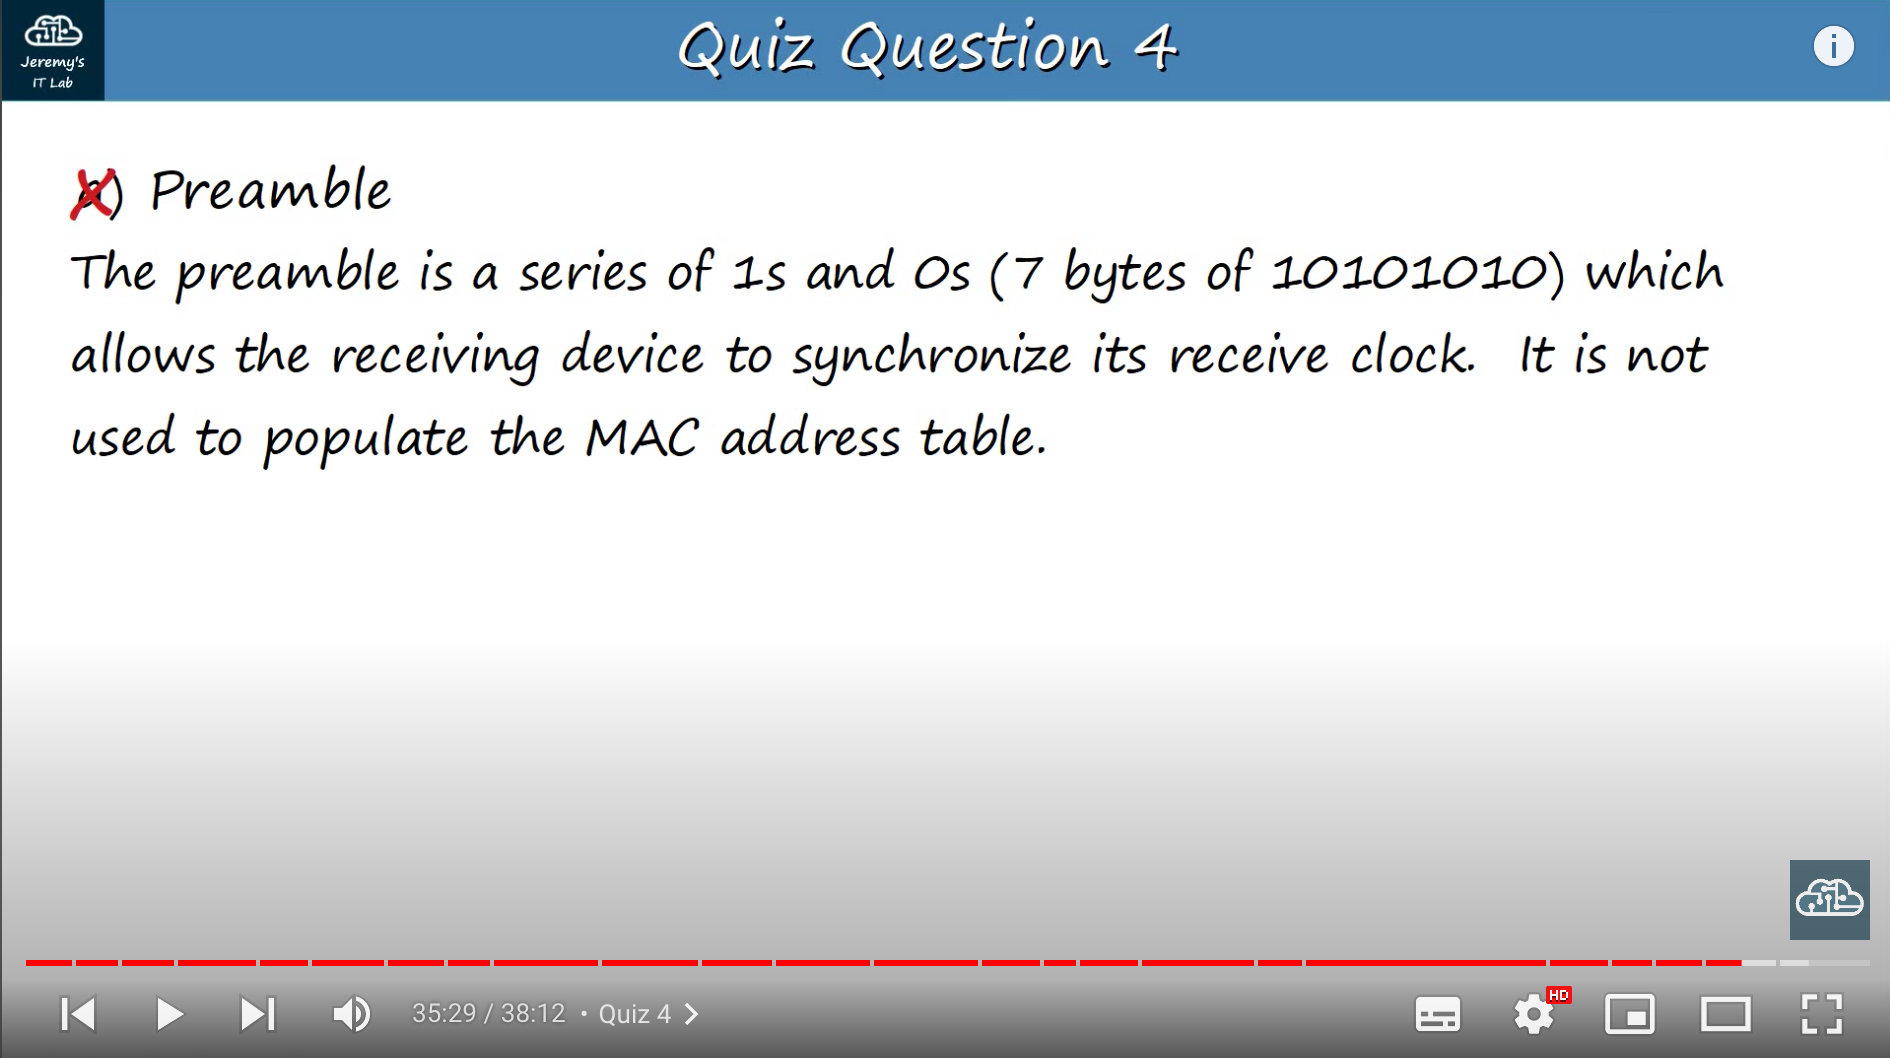 Jeremy's
IT Lab
Quiz Question 4
a) Preamble
The preamble is a series of 1s and 0s (7 bytes of 10101010) which
allows the receiving device to synchronize its receive clock. It is not
used to populate the MAC address table.
35:29 / 38:12 • Quiz 4
HD